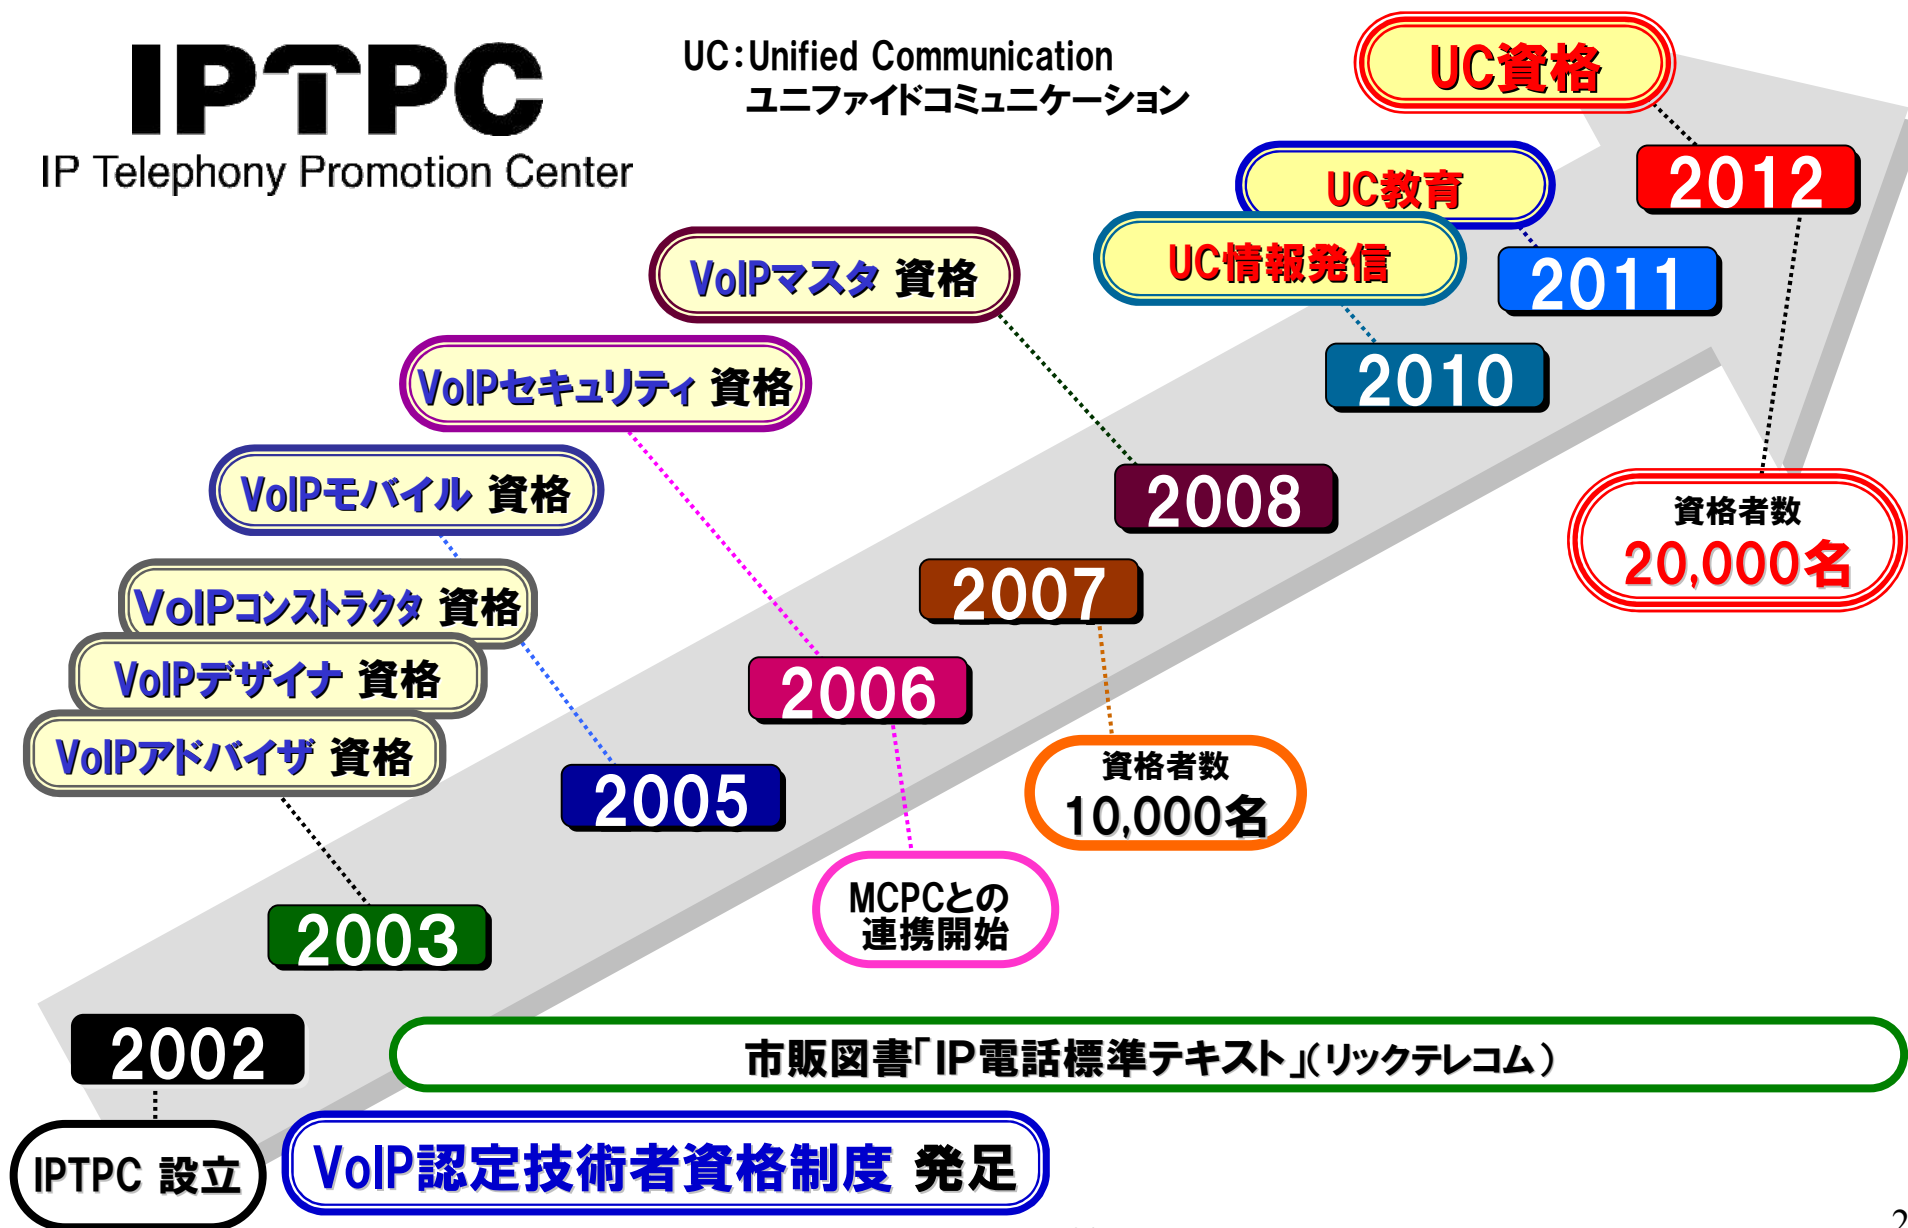 IPTPC
IP Telephony Promotion Center
UC：Unified Communication
ユニファイドコミュニケーション
UC資格
2012
UC教育
UC情報発信
2011
VoIPマスタ 資格
2010
VoIPセキュリティ 資格
VoIPモバイル 資格
2008
資格者数
20,000名
VoIPコンストラクタ 資格
2007
VoIPデザイナ 資格
2006
VoIPアドバイザ 資格
2005
資格者数
10,000名
MCPCとの
連携開始
2003
2002
市販図書「IP電話標準テキスト」（リックテレコム）
IPTPC 設立
VoIP認定技術者資格制度 発足
2